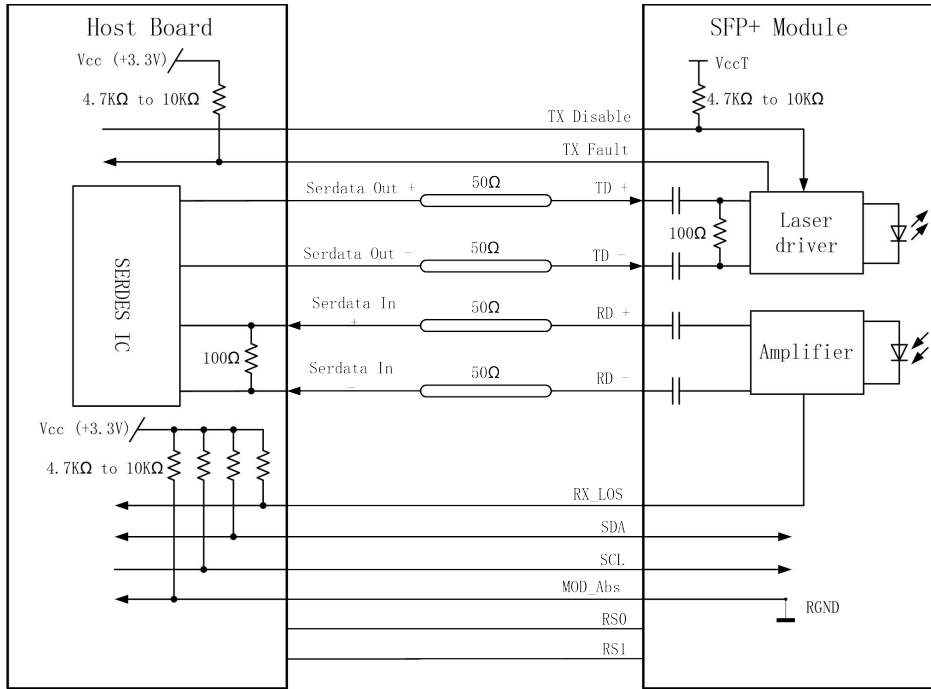 Host Board
SFP+ Module
Vcc (+3.3V)
VccT
4.7KΩ to 10KΩ
4.7KΩ to 10KΩ
TX Disable
TX Fault
Serdata Out +
50Ω
TD +
100Ω
Laser
driver
Serdata Out -
50Ω
TD -
SERDES IC
Serdata In
+
50Ω
RD +
100Ω
Amplifier
Serdata In
-
50Ω
RD -
Vcc (+3.3V)
4.7KΩ to 10KΩ
RX_LOS
SDA
SCL
MOD_Abs
RGND
RS0
RS1